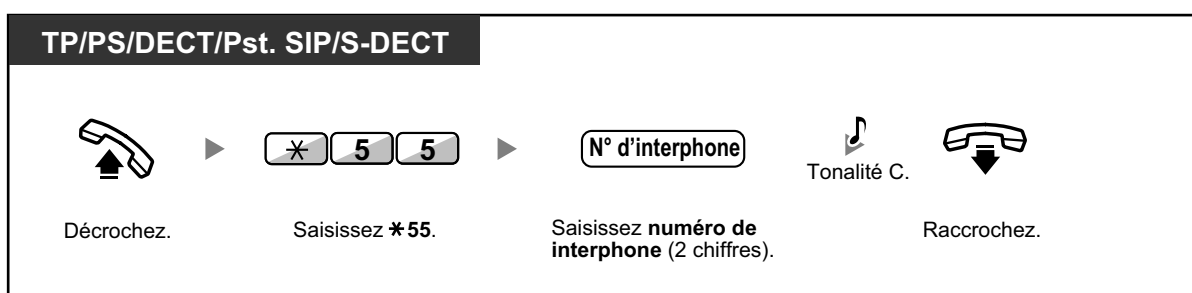 TP/PS/DECT/Pst. SIP/S-DECT
* 5 5
N° d'interphone
Tonalité C.
Décrochez.
Saisissez *55.
Saisissez numéro de
interphone (2 chiffres).
Raccrochez.